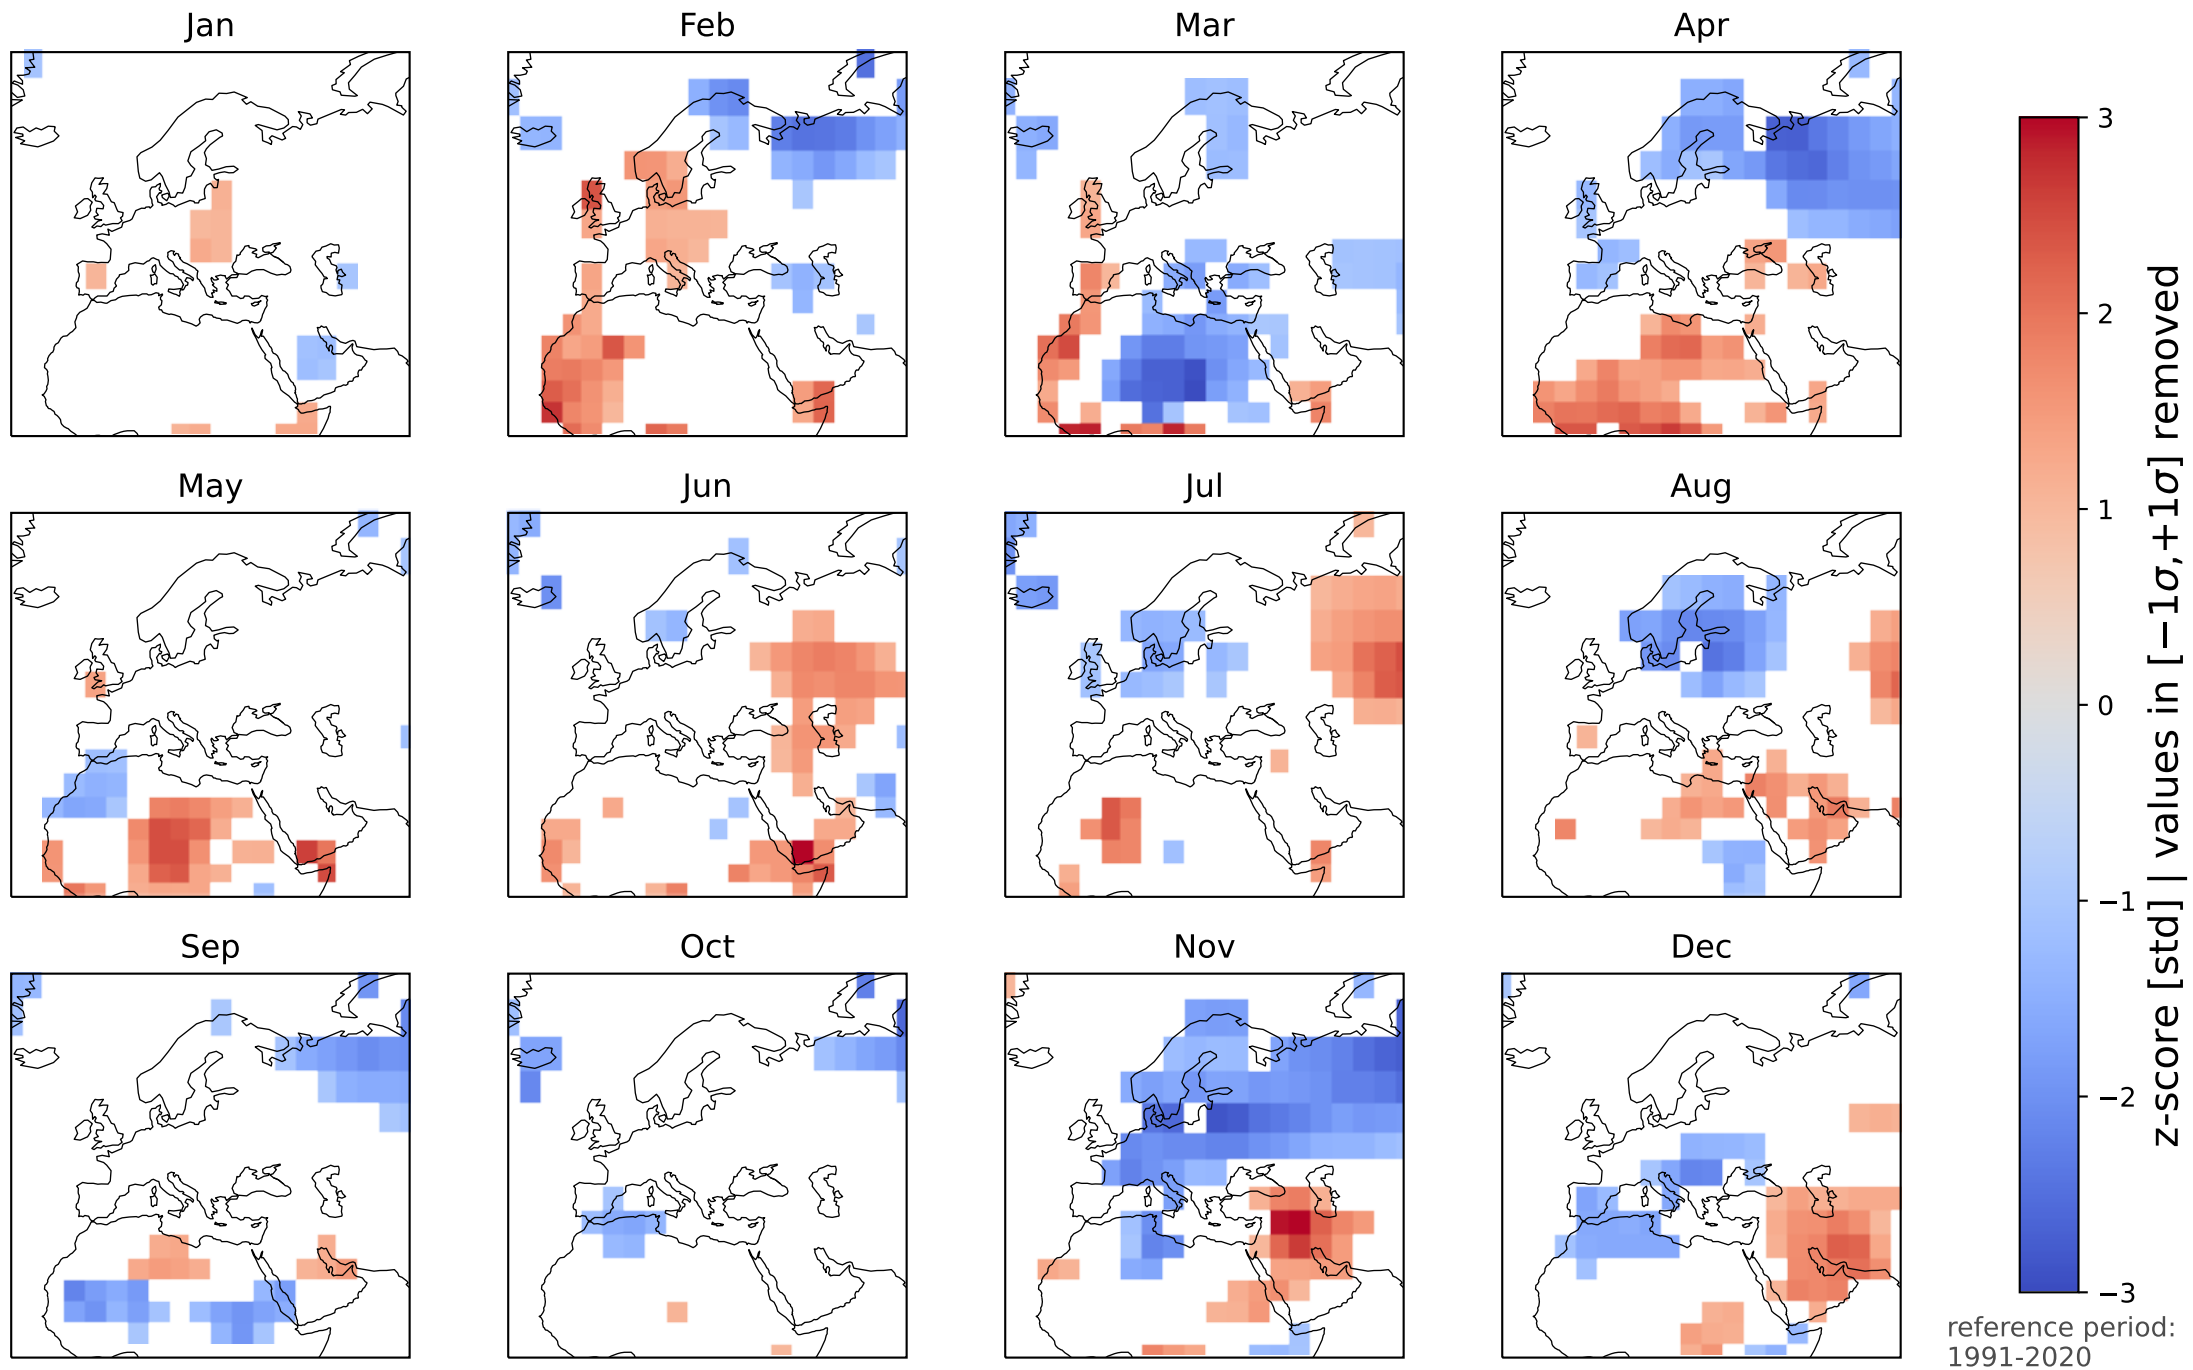 Jan Feb Mar Apr
May Jun Jul Aug
Sep Oct Nov Dec
3
2
1
0
−1
−2
−3
z-score [std] | values in [−1σ,+1σ] removed
reference period:
1991-2020